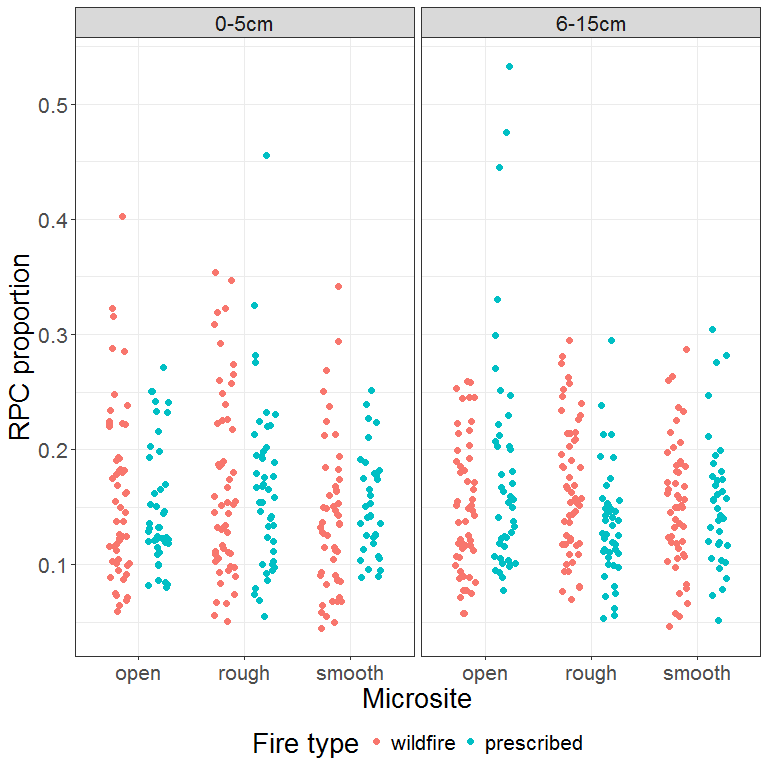 0-5cm 6-15cm
RPC proportion
0.5
0.4
0.3
0.2
0.1
open rough smooth open rough smooth
Microsite
Fire type wildfire prescribed